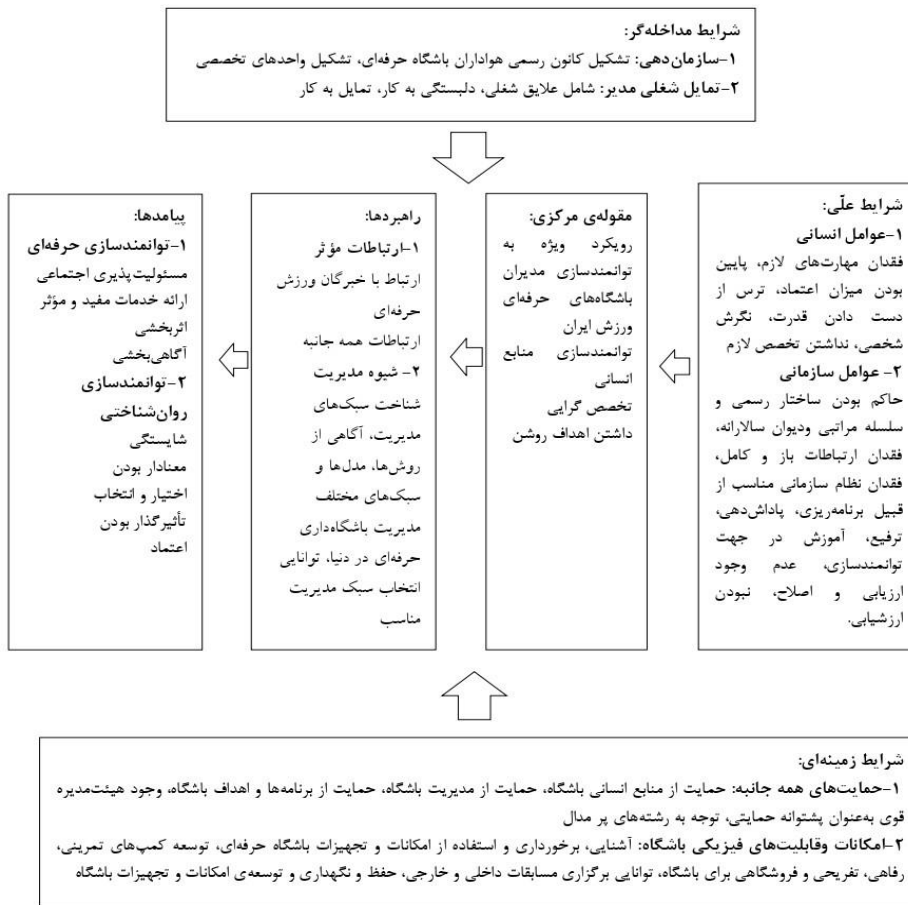 شرایط مداخله‌گر:
۱-سازمان‌دهی: تشکیل کانون رسمی هواداران باشگاه حرفه‌ای، تشکیل واحدهای تخصصی
۲-تمایل شغلی مدیر: شامل علایق شغلی، دلبستگی به کار، تمایل به کار
شرایط علّی:
۱-عوامل انسانی
فقدان مهارت‌های لازم، پایین
بودن میزان اعتماد، ترس از
دست دادن قدرت، نگرش
شخصی، نداشتن تخصص لازم
۲- عوامل سازمانی
حاکم بودن ساختار رسمی و
سلسله مراتبی ودیوان سالارانه،
فقدان ارتباطات باز و کامل،
فقدان نظام سازمانی مناسب از
قبیل برنامه‌ریزی، پاداش‌دهی،
ترفیع، آموزش در جهت
توانمندسازی، عدم وجود
ارزیابی و اصلاح، نبودن
ارزشیابی.
مقوله‌ی مرکزی:
رویکرد ویژه به
توانمندسازی مدیران
باشگاه‌های حرفه‌ای
ورزش ایران
توانمندسازی منابع
انسانی
تخصص گرایی
داشتن اهداف روشن
راهبردها:
۱-ارتباطات مؤثر
ارتباط با خبرگان ورزش
حرفه‌ای
ارتباطات همه جانبه
۲- شیوه مدیریت
شناخت سبک‌های
مدیریت، آگاهی از
روش‌ها، مدل‌ها و
سبک‌های مختلف
مدیریت باشگاه‌داری
حرفه‌ای در دنیا، توانایی
انتخاب سبک مدیریت
مناسب
پیامدها:
۱-توانمندسازی حرفه‌ای
مسئولیت‌پذیری اجتماعی
ارائه خدمات مفید و مؤثر
اثربخشی
آگاهی‌بخشی
۲-توانمندسازی
روان‌شناختی
شایستگی
معنادار بودن
اختیار و انتخاب
تأثیرگذار بودن
اعتماد
شرایط زمینه‌ای:
۱-حمایت‌های همه جانبه: حمایت از منابع انسانی باشگاه، حمایت از مدیریت باشگاه، حمایت از برنامه‌ها و اهداف باشگاه، وجود هیئت‌مدیره
قوی به‌عنوان پشتوانه حمایتی، توجه به رشته‌های پر مدال
۲-امکانات وقابلیت‌های فیزیکی باشگاه: آشنایی، برخورداری و استفاده از امکانات و تجهیزات باشگاه حرفه‌ای، توسعه کمپ‌های تمرینی،
رفاهی، تفریحی و فروشگاهی برای باشگاه، توانایی برگزاری مسابقات داخلی و خارجی، حفظ و نگهداری و توسعه‌ی امکانات و تجهیزات باشگاه